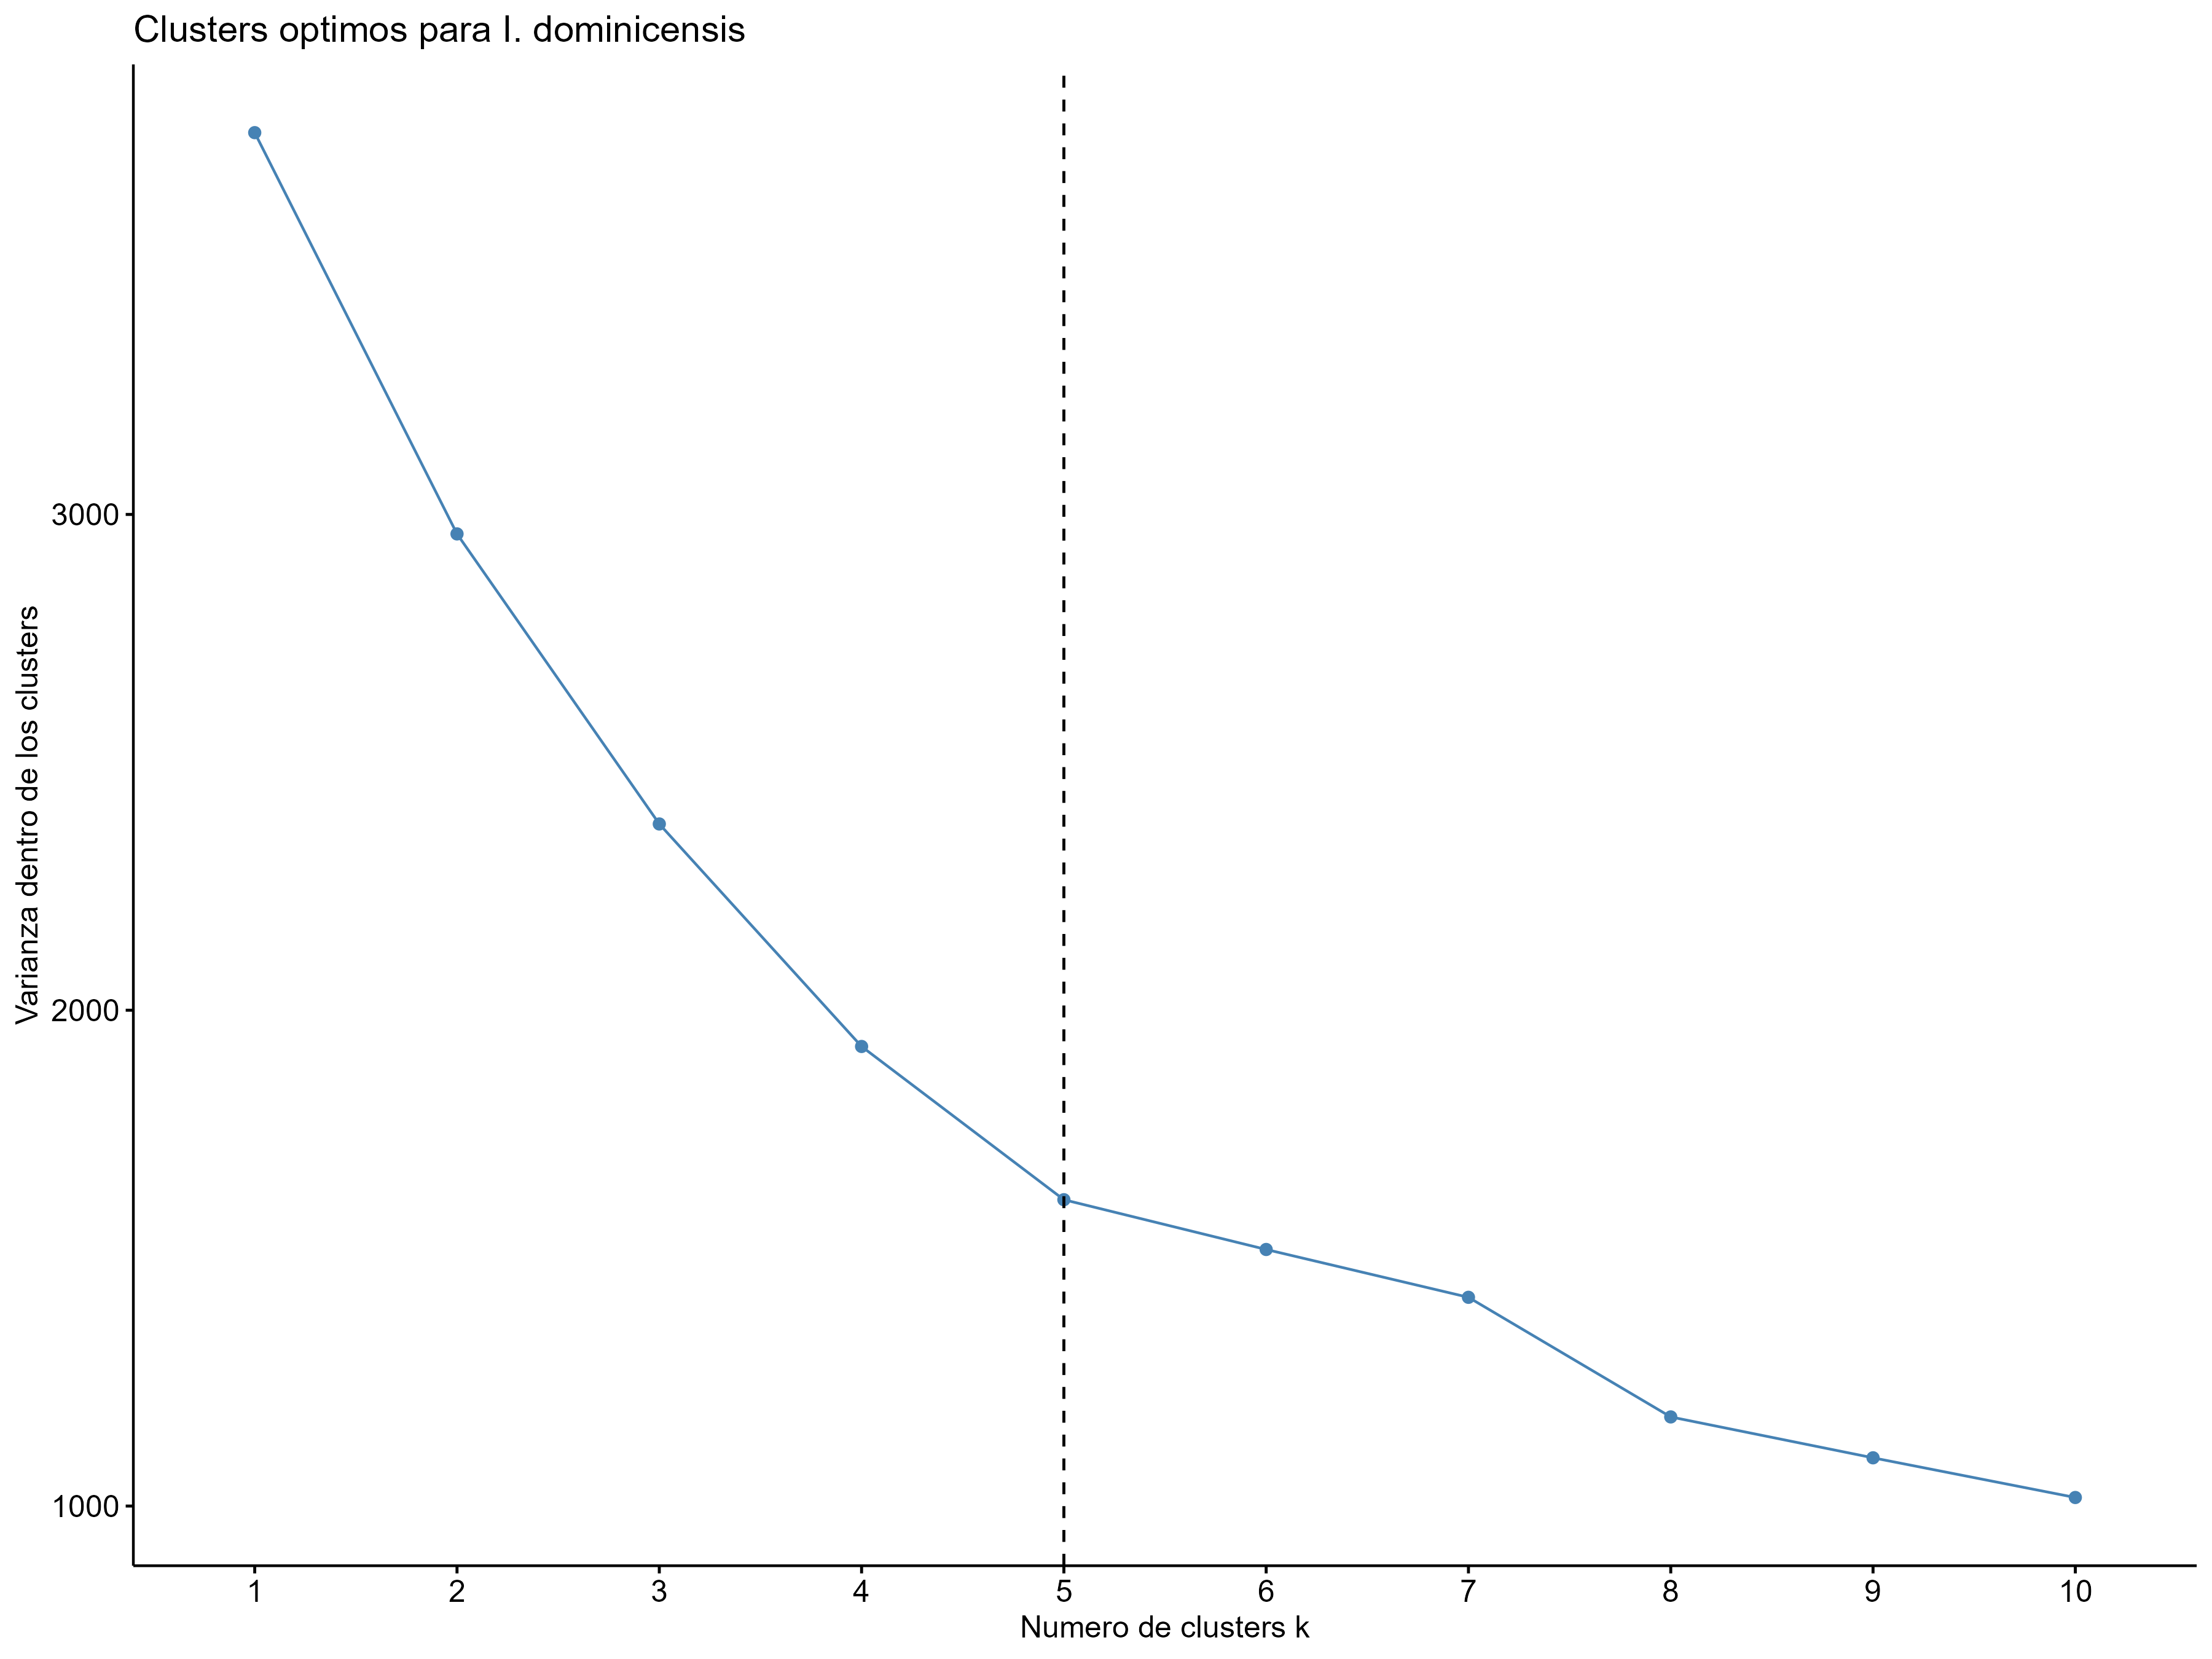 Clusters optimos para I. dominicensis
Varianza dentro de los clusters
3000
2000
1000
1 2 3 4 5 6 7 8 9 10
Numero de clusters k